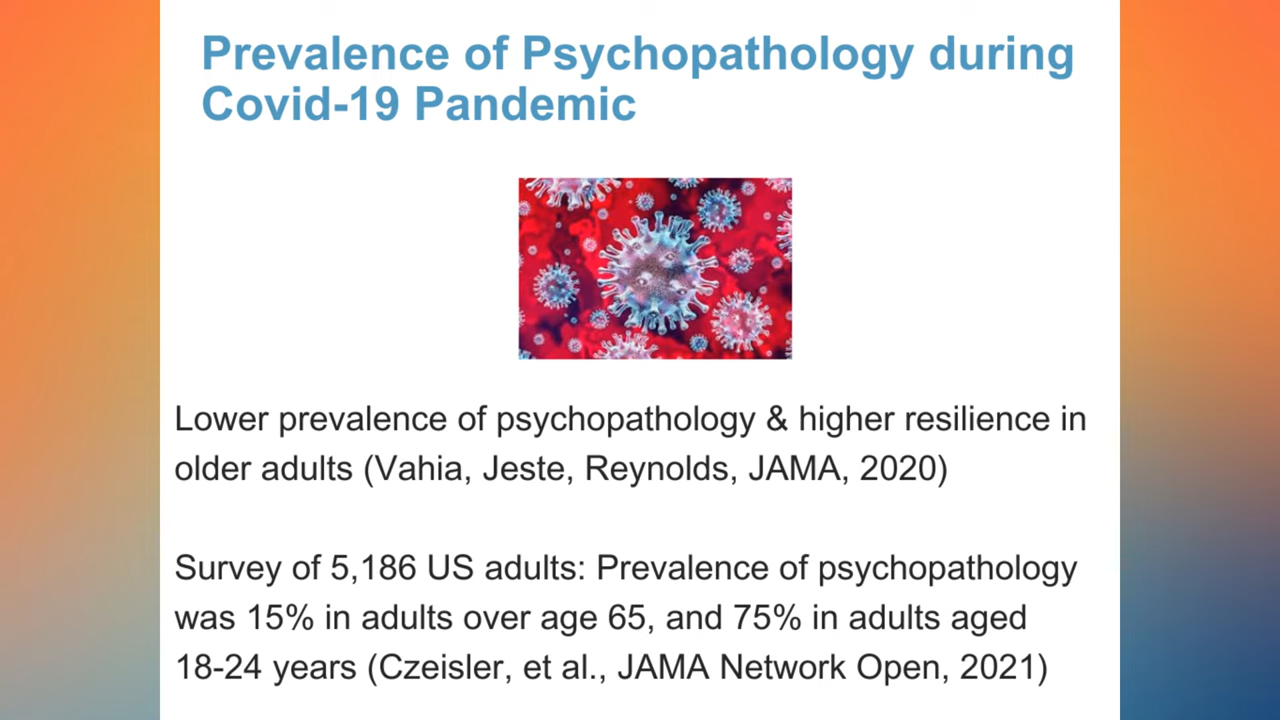 Prevalence of Psychopathology during
Covid-19 Pandemic
Lower prevalence of psychopathology & higher resilience in
older adults (Vahia, Jeste, Reynolds, JAMA, 2020)
Survey of 5,186 US adults: Prevalence of psychopathology
was 15% in adults over age 65, and 75% in adults aged
18-24 years (Czeisler, et al., JAMA Network Open, 2021)